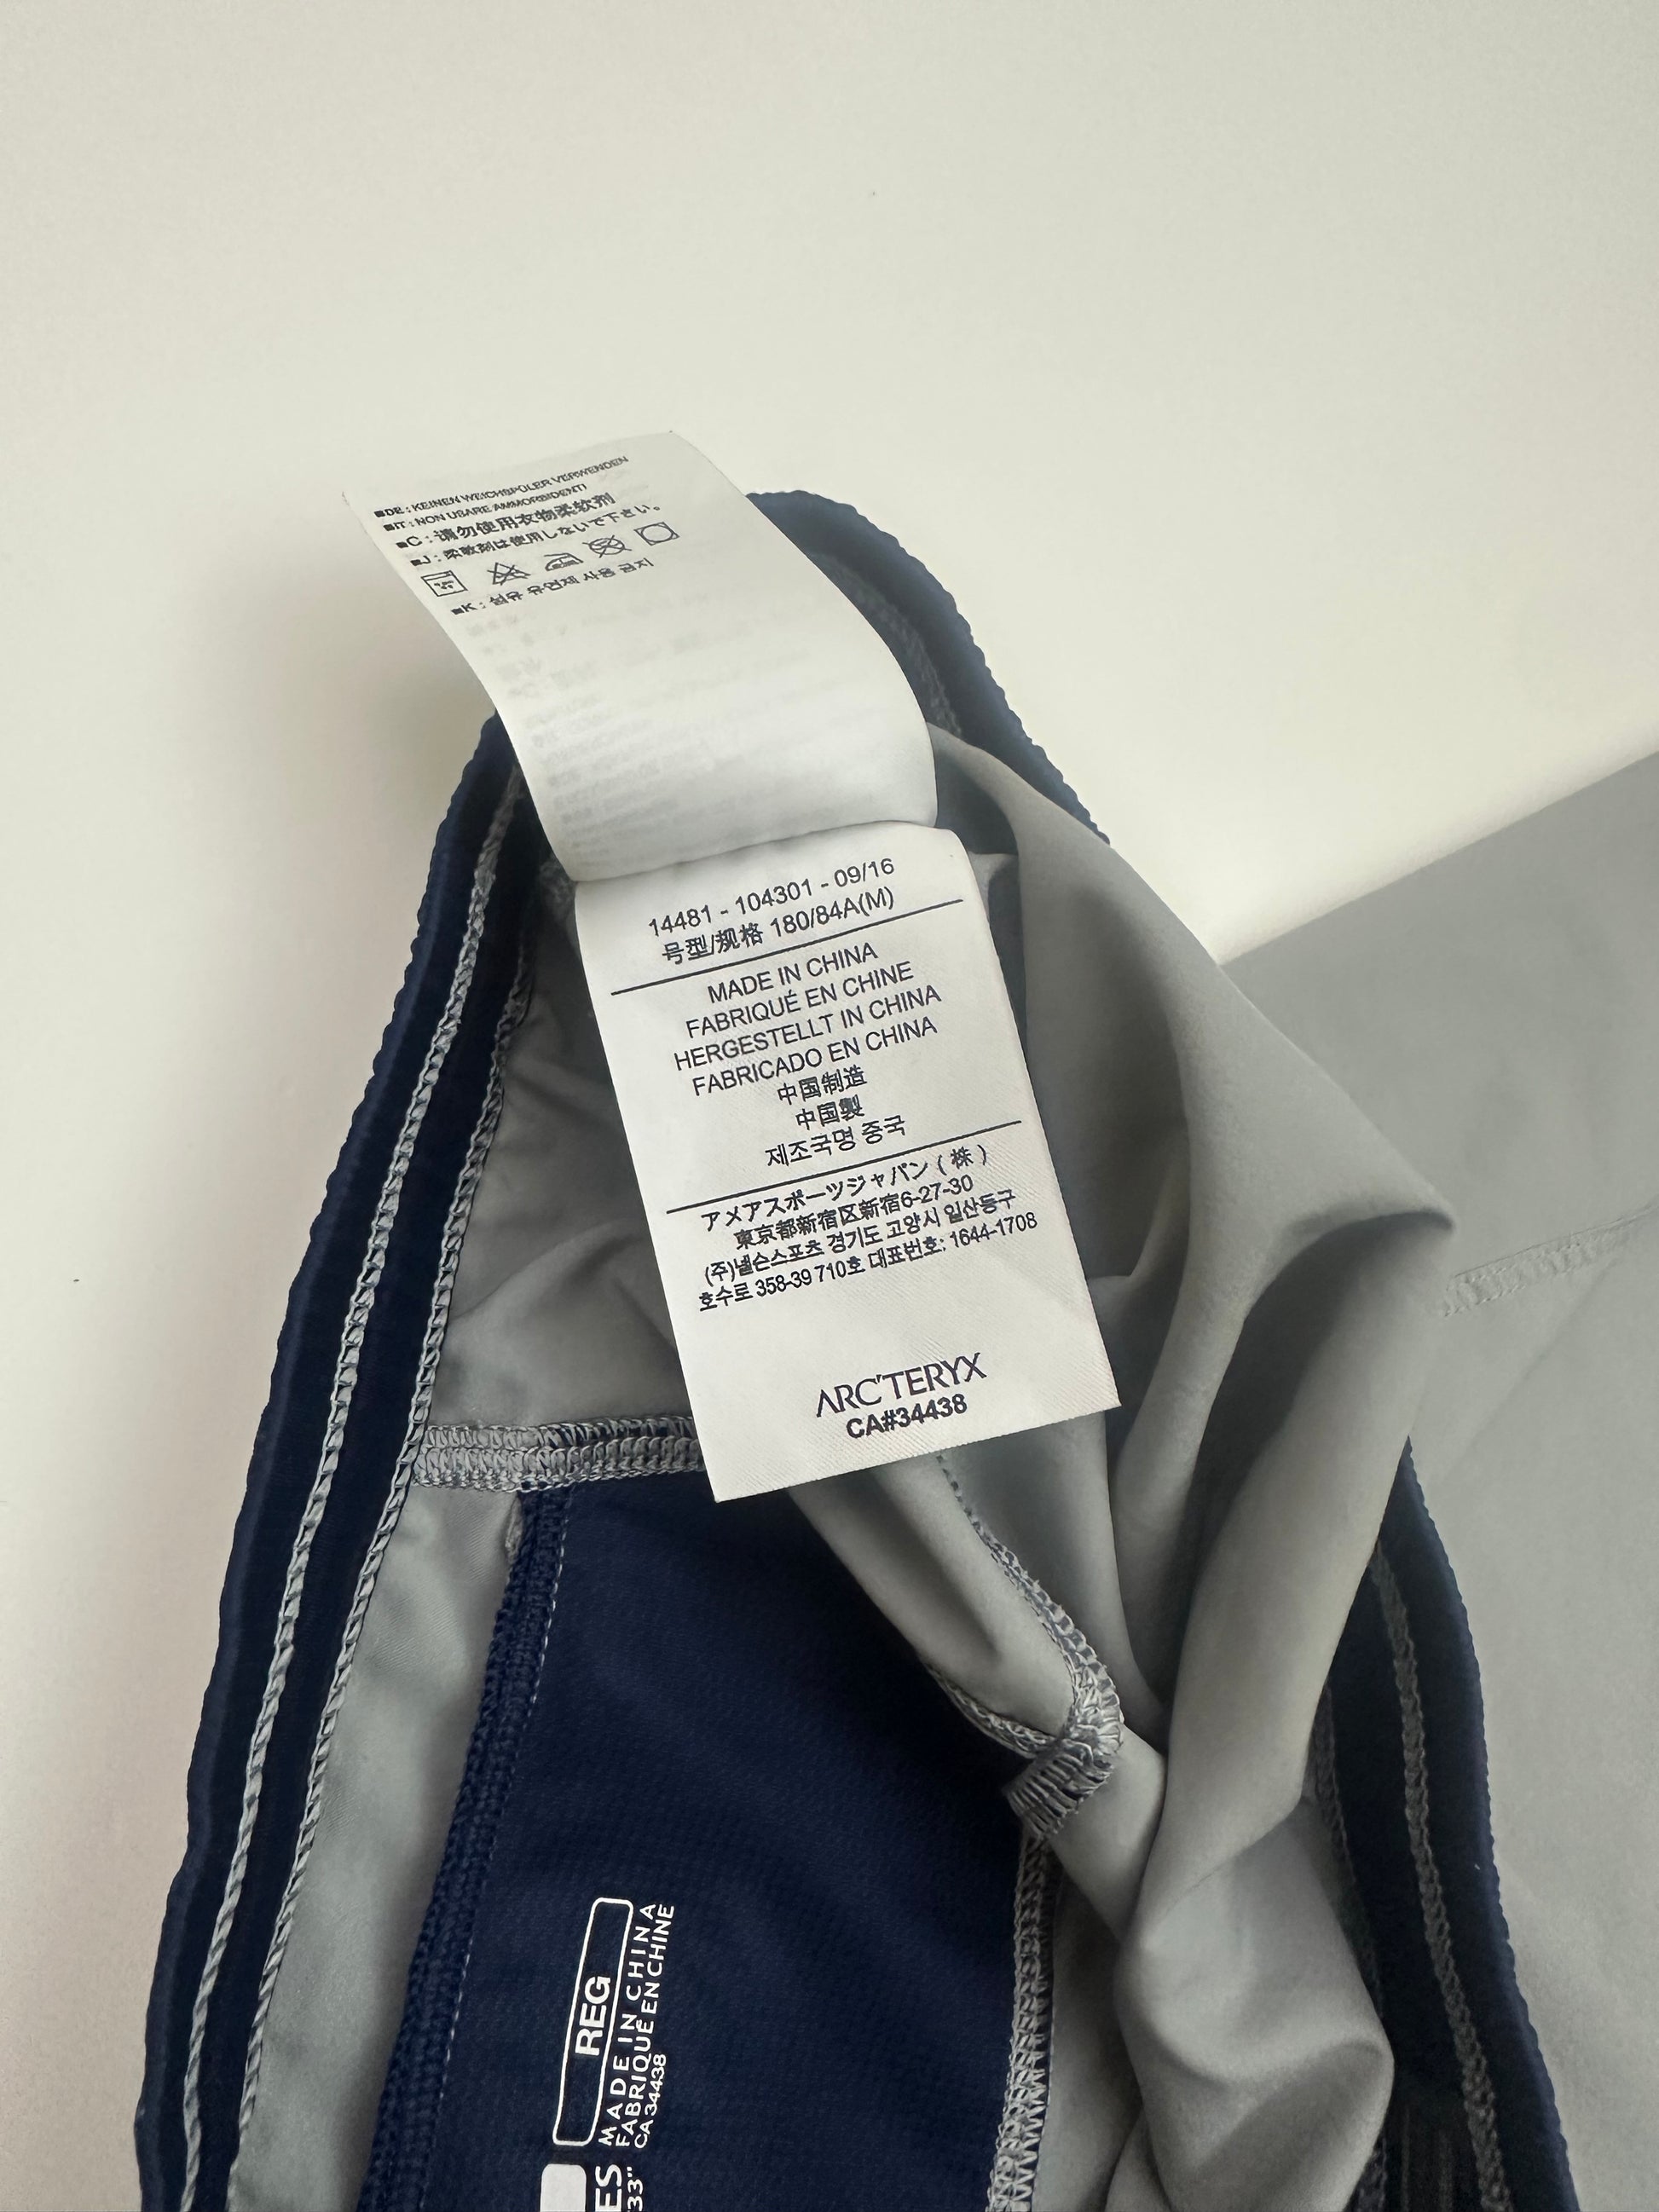 ■DE : KEINEN WEICHSPÜLER VERWENDEN
■IT : NON USARE AMMORBIDENTI
■C : 请勿使用衣物柔软剂
■J : 柔軟剤は使用しないで下さい。
■K : 섬유 유연제 사용 금지
14481 - 104301 - 09/16
号型/规格 180/84A(M)
MADE IN CHINA
FABRIQUÉ EN CHINE
HERGESTELLT IN CHINA
FABRICADO EN CHINA
中国制造
中国製
제조국명 중국
アメアスポーツジャパン ( 株 )
東京都新宿区新宿6-27-30
(주)넬슨스포츠 경기도 고양시 일산동구
호수로 358-39 710호 대표번호: 1644-1708
ARC'TERYX
CA#34438
REG
MADE IN CHINA
FABRIQUÉ EN CHINE
CA 34438
ES
33"